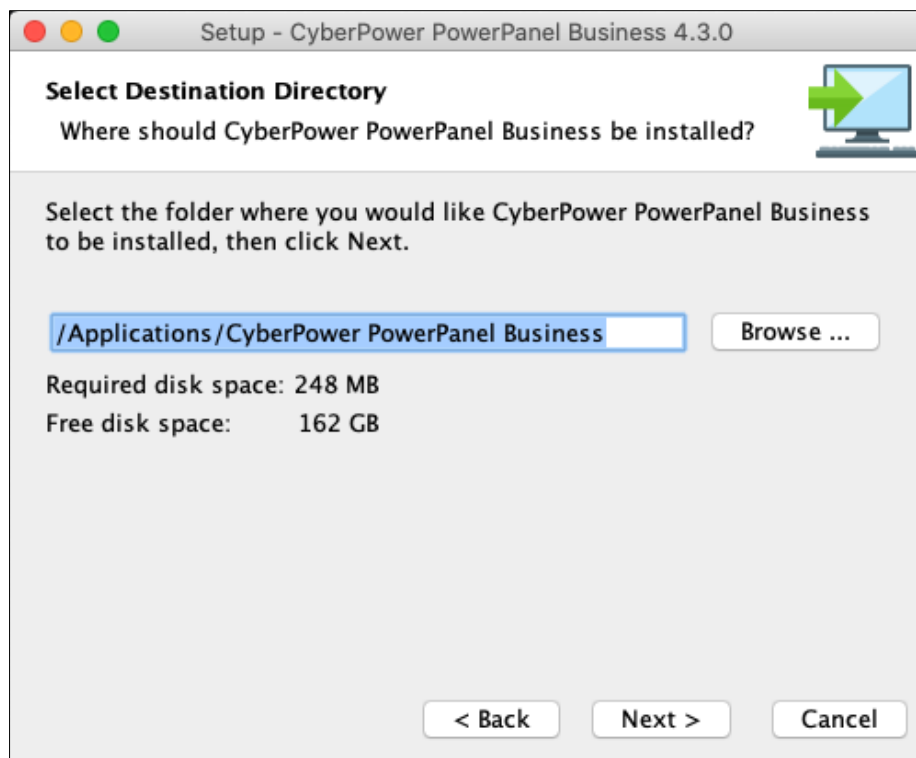 Setup - CyberPower PowerPanel Business 4.3.0
Select Destination Directory
Where should CyberPower PowerPanel Business be installed?
Select the folder where you would like CyberPower PowerPanel Business
to be installed, then click Next.
/Applications/CyberPower PowerPanel Business
Browse ...
Required disk space: 248 MB
Free disk space: 162 GB
< Back
Next >
Cancel